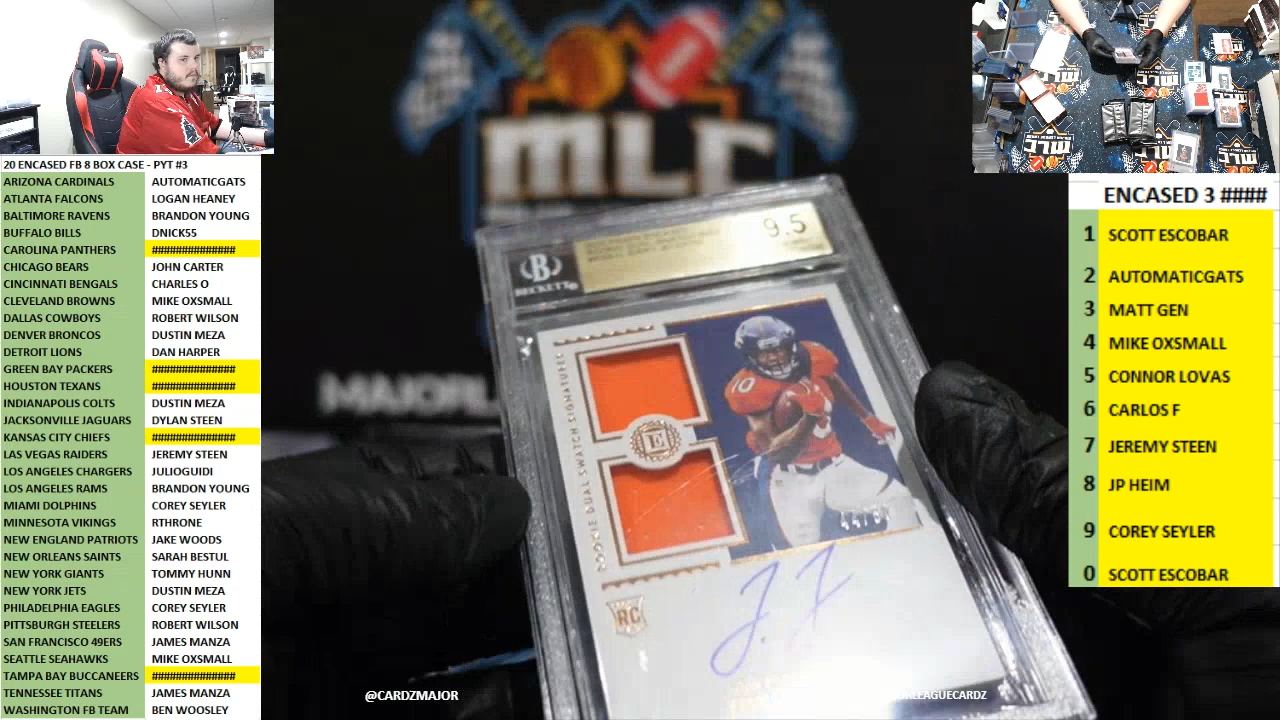 20 ENCASED FB 8 BOX CASE - PYT #3
ARIZONA CARDINALS AUTOMATICGATS
ATLANTA FALCONS LOGAN HEANEY
BALTIMORE RAVENS BRANDON YOUNG
BUFFALO BILLS DNICK55
CAROLINA PANTHERS ##############
CHICAGO BEARS JOHN CARTER
CINCINNATI BENGALS CHARLES O
CLEVELAND BROWNS MIKE OXSMALL
DALLAS COWBOYS ROBERT WILSON
DENVER BRONCOS DUSTIN MEZA
DETROIT LIONS DAN HARPER
GREEN BAY PACKERS ##############
HOUSTON TEXANS ##############
INDIANAPOLIS COLTS DUSTIN MEZA
JACKSONVILLE JAGUARS DYLAN STEEN
KANSAS CITY CHIEFS ##############
LAS VEGAS RAIDERS JEREMY STEEN
LOS ANGELES CHARGERS JULIOGUIDI
LOS ANGELES RAMS BRANDON YOUNG
MIAMI DOLPHINS COREY SEYLER
MINNESOTA VIKINGS RTHRONE
NEW ENGLAND PATRIOTS JAKE WOODS
NEW ORLEANS SAINTS SARAH BESTUL
NEW YORK GIANTS TOMMY HUNN
NEW YORK JETS DUSTIN MEZA
PHILADELPHIA EAGLES COREY SEYLER
PITTSBURGH STEELERS ROBERT WILSON
SAN FRANCISCO 49ERS JAMES MANZA
SEATTLE SEAHAWKS MIKE OXSMALL
TAMPA BAY BUCCANEERS ##############
TENNESSEE TITANS JAMES MANZA
WASHINGTON FB TEAM BEN WOOSLEY
MLC
9.5
B
BECKETT
ROOKIE DUAL SWATCH SIGNATURES
E
10
RC
@CARDZMAJOR
LEAGUECARDZ
ENCASED 3 ####
1 SCOTT ESCOBAR
2 AUTOMATICGATS
3 MATT GEN
4 MIKE OXSMALL
5 CONNOR LOVAS
6 CARLOS F
7 JEREMY STEEN
8 JP HEIM
9 COREY SEYLER
0 SCOTT ESCOBAR